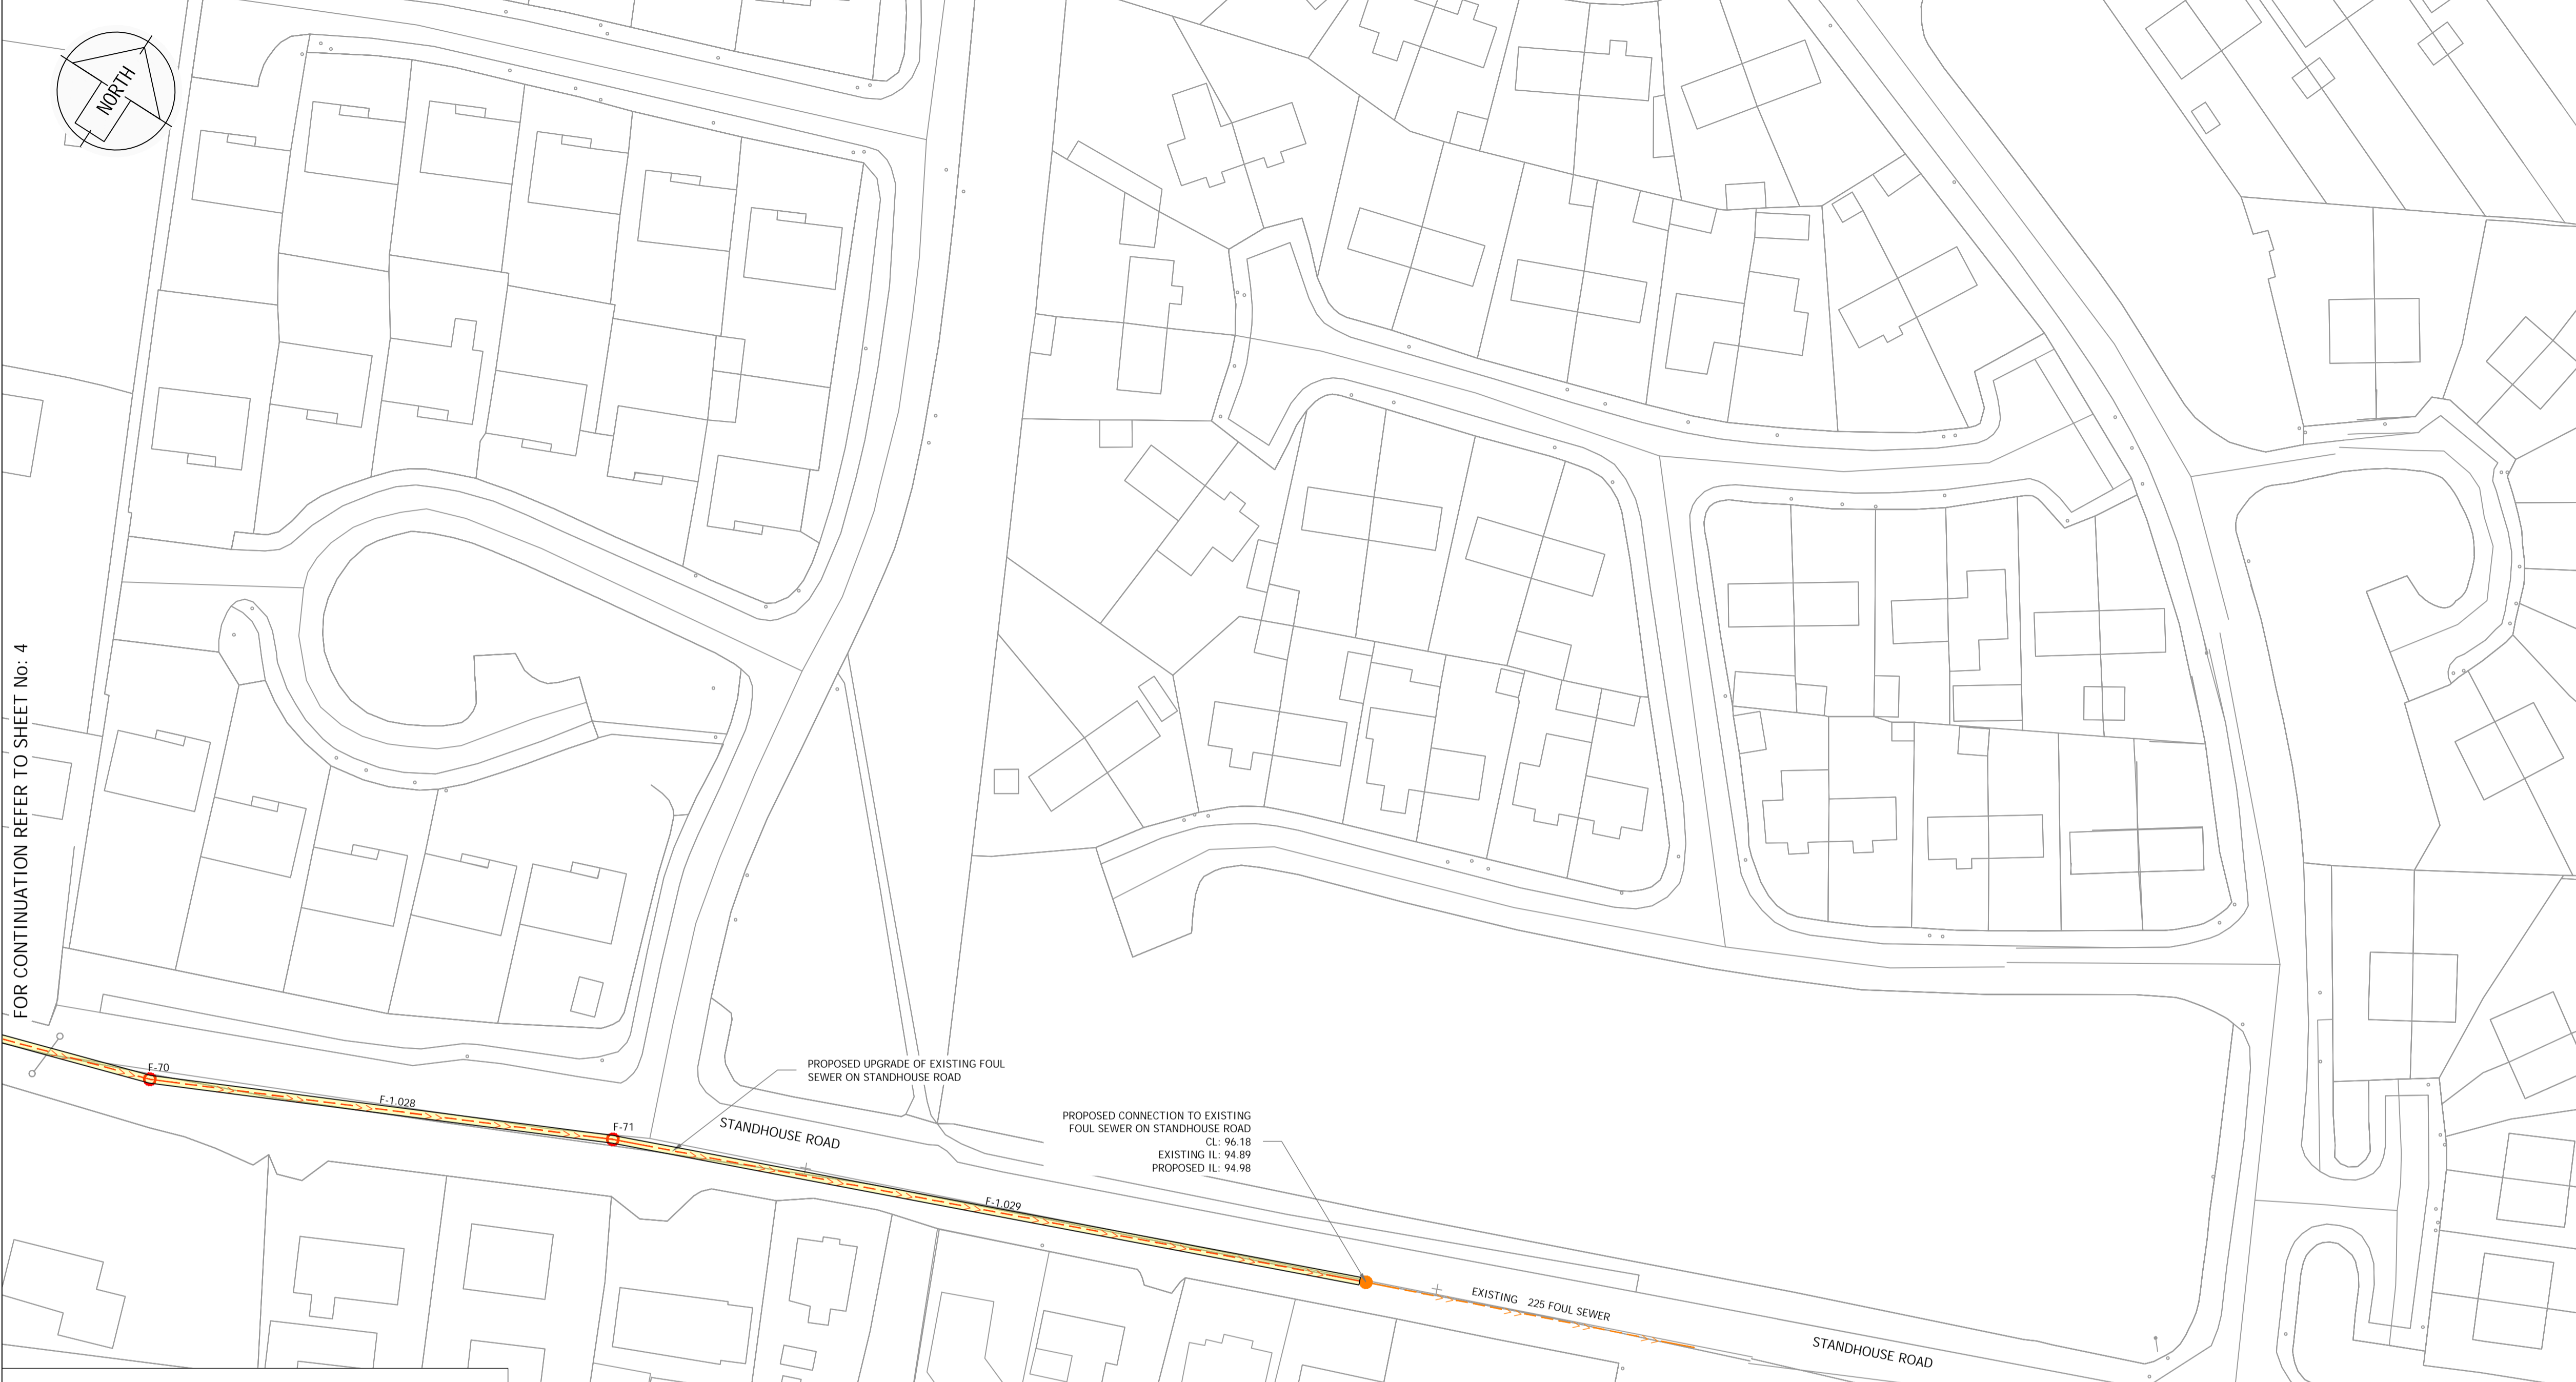 NORTH
FOR CONTINUATION REFER TO SHEET No: 4
F-70
F-1.028
F-71
PROPOSED UPGRADE OF EXISTING FOUL
SEWER ON STANDHOUSE ROAD
STANDHOUSE ROAD
PROPOSED CONNECTION TO EXISTING
FOUL SEWER ON STANDHOUSE ROAD
CL: 96.18
EXISTING IL: 94.89
PROPOSED IL: 94.98
F-1.029
EXISTING 225 FOUL SEWER
STANDHOUSE ROAD